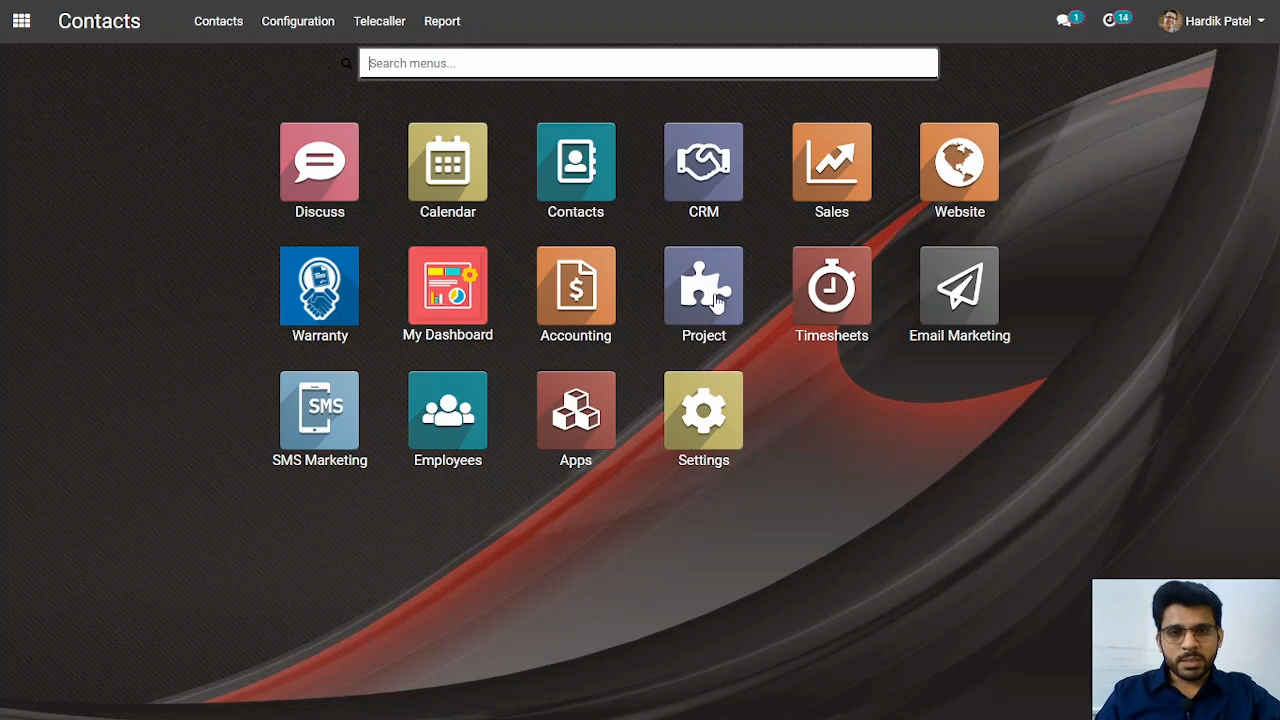 Contacts Contacts Configuration Telecaller Report 1 14 Hardik Patel
Search menus...
Discuss Calendar Contacts CRM Sales Website
Warranty My Dashboard Accounting Project Timesheets Email Marketing
SMS
SMS Marketing Employees Apps Settings